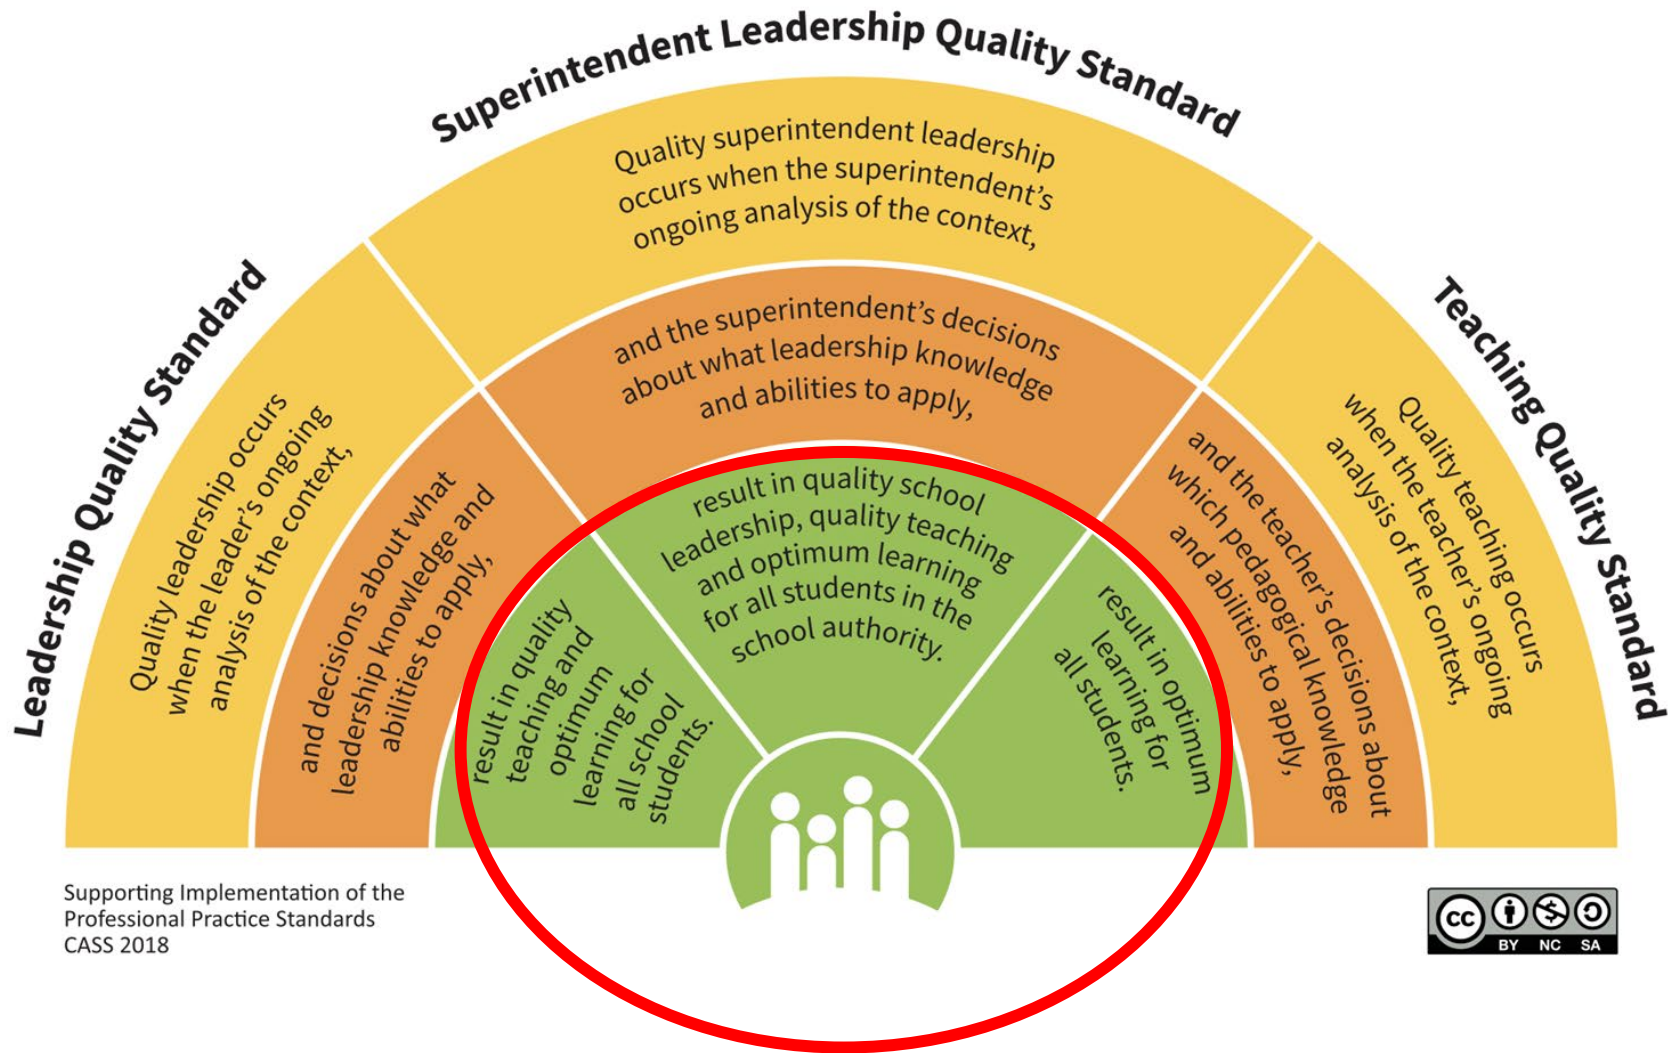 Superintendent Leadership Quality Standard
Quality superintendent leadership
occurs when the superintendent’s
ongoing analysis of the context,
and the superintendent’s decisions
about what leadership knowledge
and abilities to apply,
result in quality school
leadership, quality teaching
and optimum learning
for all students in the
school authority.
Leadership Quality Standard
Quality leadership occurs
when the leader’s ongoing
analysis of the context,
and decisions about what
leadership knowledge and
abilities to apply,
result in quality
teaching and
optimum
learning for
all school
students.
Teaching Quality Standard
Quality teaching occurs
when the teacher’s ongoing
analysis of the context,
and the teacher’s decisions about
which pedagogical knowledge
and abilities to apply,
result in optimum
learning for
all students.
Supporting Implementation of the
Professional Practice Standards
CASS 2018
cc
BY NC SA